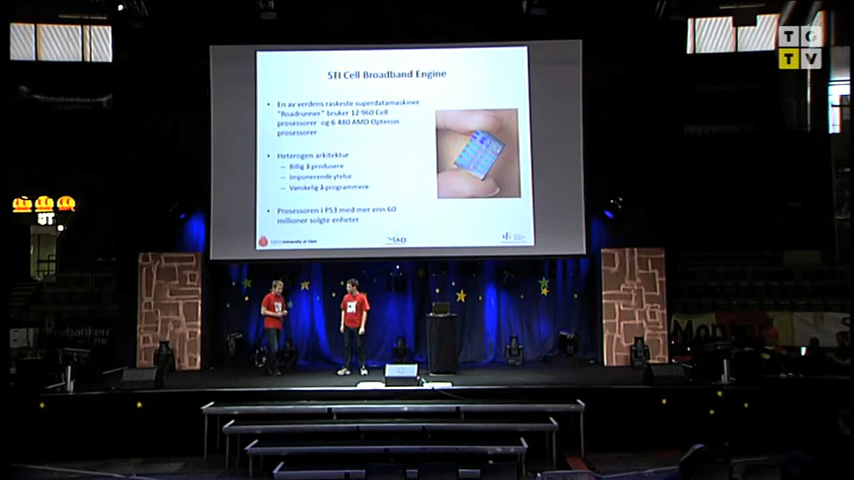 TG
TV
STI Cell Broadband Engine
• En av verdens raskeste superdatamaskiner
"Roadrunner" bruker 12 960 Cell
prosessorer og 6 480 AMD Opteron
prosessorer
• Heterogen arkitektur
– Billig å produsere
– Imponerende ytelse
– Vanskelig å programmere
• Prosessoren i PS3 med mer enn 60
millioner solgte enheter
University of Oslo
banken